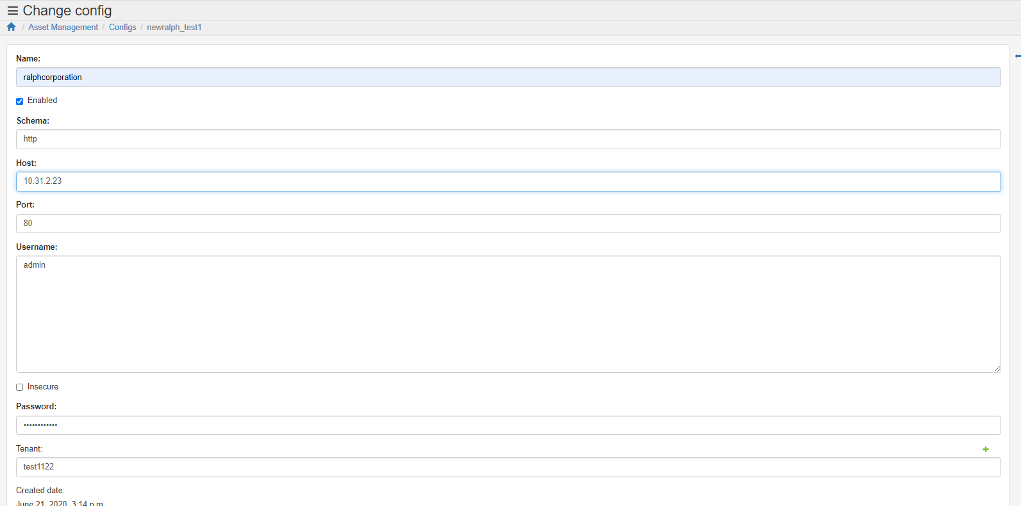 Change config
/ Asset Management / Configs / newralph_test1
Name:
ralphcorporation
Enabled
Schema:
http
Host:
10.31.2.23
Port:
80
Username:
admin
Insecure
Password:
••••••••••••
Tenant:
test1122
Created date:
June 21, 2020, 3:14 p.m.